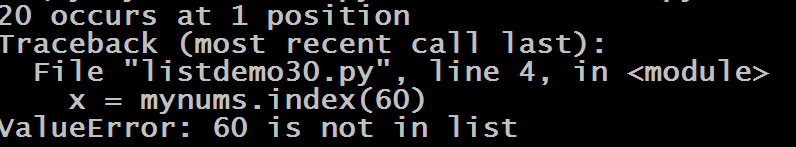 20 occurs at 1 position
Traceback (most recent call last):
  File "listdemo30.py", line 4, in <module>
    x = mynums.index(60)
ValueError: 60 is not in list